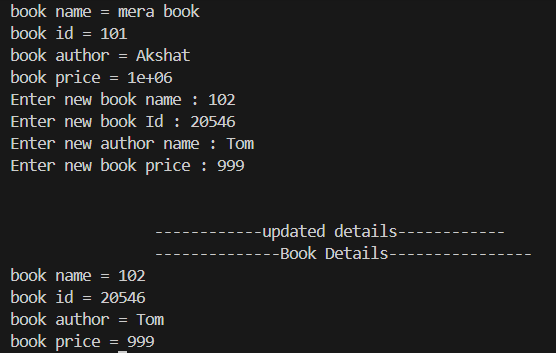 book name = mera book
book id = 101
book author = Akshat
book price = 1e+06
Enter new book name : 102
Enter new book Id : 20546
Enter new author name : Tom
Enter new book price : 999
------------updated details------------
--------------Book Details----------------
book name = 102
book id = 20546
book author = Tom
book price = 999